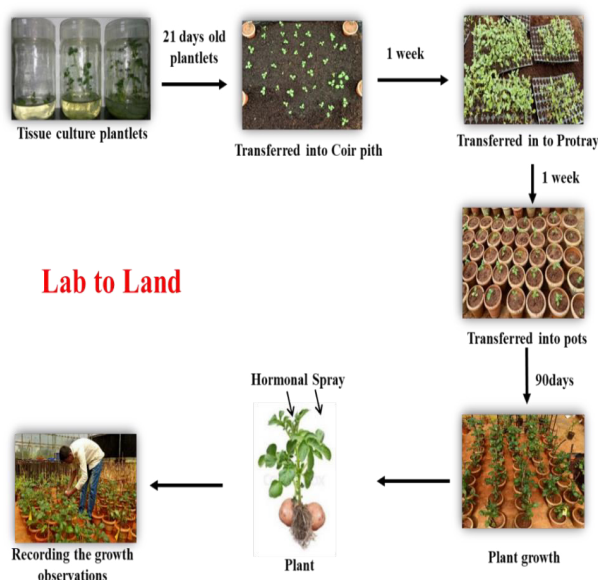 21 days old
plantlets
1 week
Tissue culture plantlets
Transferred into Coir pith
Transferred in to Protray
1 week
Lab to Land
Transferred into pots
90days
Hormonal Spray
Recording the growth
observations
Plant
Plant growth